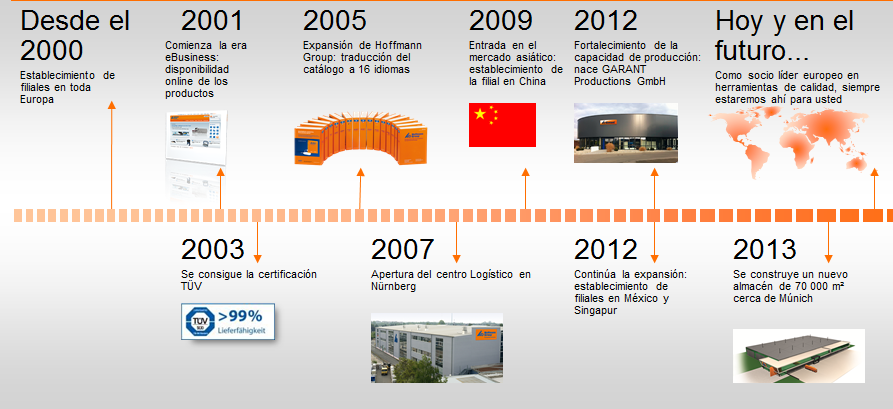 Desde el
2000
Establecimiento de
filiales en toda
Europa
2001
Comienza la era
eBusiness:
disponibilidad
online de los
productos
2005
Expansión de Hoffmann
Group: traducción del
catálogo a 16 idiomas
2009
Entrada en el
mercado asiático:
establecimiento de
la filial en China
2012
Fortalecimiento de la
capacidad de producción:
nace GARANT
Productions GmbH
Hoy y en el
futuro...
Como socio líder europeo en
herramientas de calidad, siempre
estaremos ahí para usted
2003
Se consigue la certificación
TÜV
TÜV
SÜD
>99%
Lieferfähigkeit
2007
Apertura del centro Logístico en
Nürnberg
2012
Continúa la expansión:
establecimiento de
filiales en México y
Singapur
2013
Se construye un nuevo
almacén de 70 000 m²
cerca de Múnich